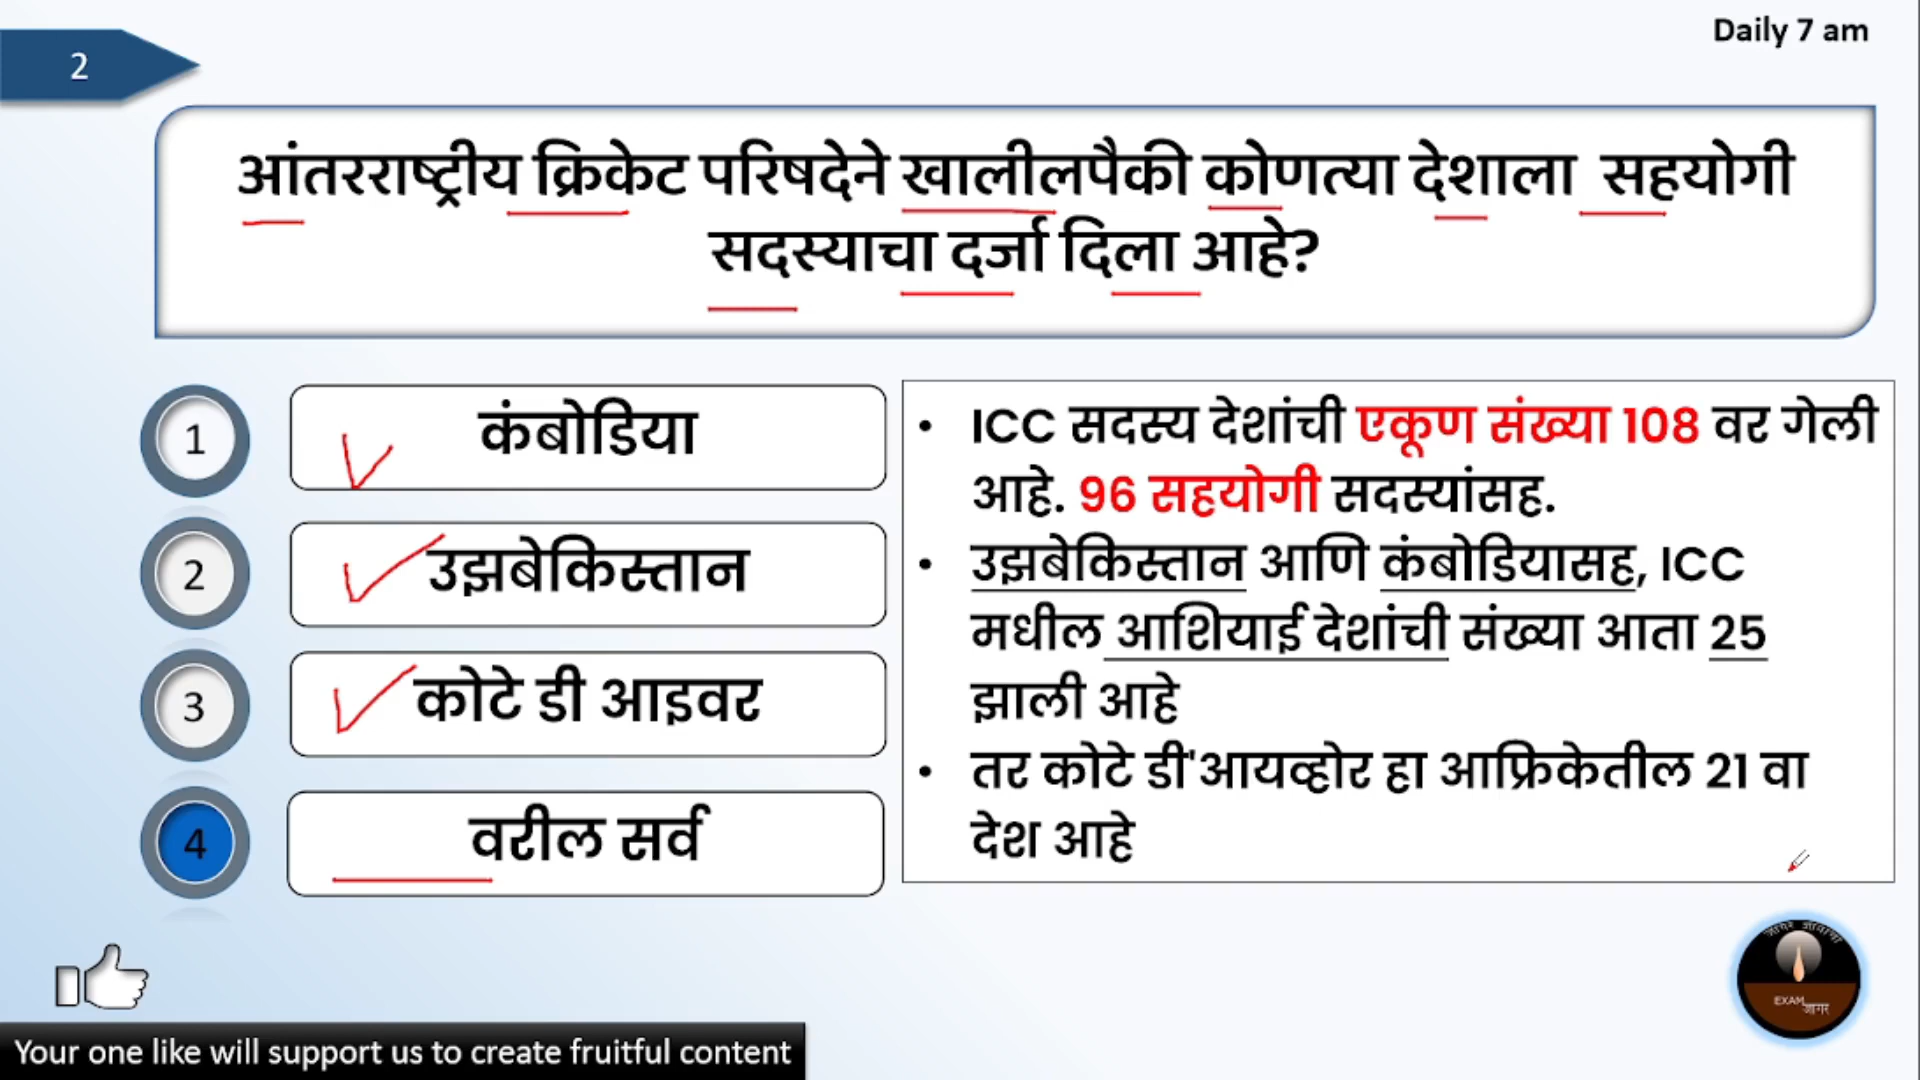 Daily 7 am
2
आंतरराष्ट्रीय क्रिकेट परिषदेने खालीलपैकी कोणत्या देशाला सहयोगी
सदस्याचा दर्जा दिला आहे?
1
कंबोडिया
2
उझबेकिस्तान
3
कोटे डी आइवर
4
वरील सर्व
• ICC सदस्य देशांची एकूण संख्या 108 वर गेली
आहे. 96 सहयोगी सदस्यांसह.
• उझबेकिस्तान आणि कंबोडियासह, ICC
मधील आशियाई देशांची संख्या आता 25
झाली आहे
• तर कोटे डी'आयव्होर हा आफ्रिकेतील 21 वा
देश आहे
EXAM
जागर
Your one like will support us to create fruitful content